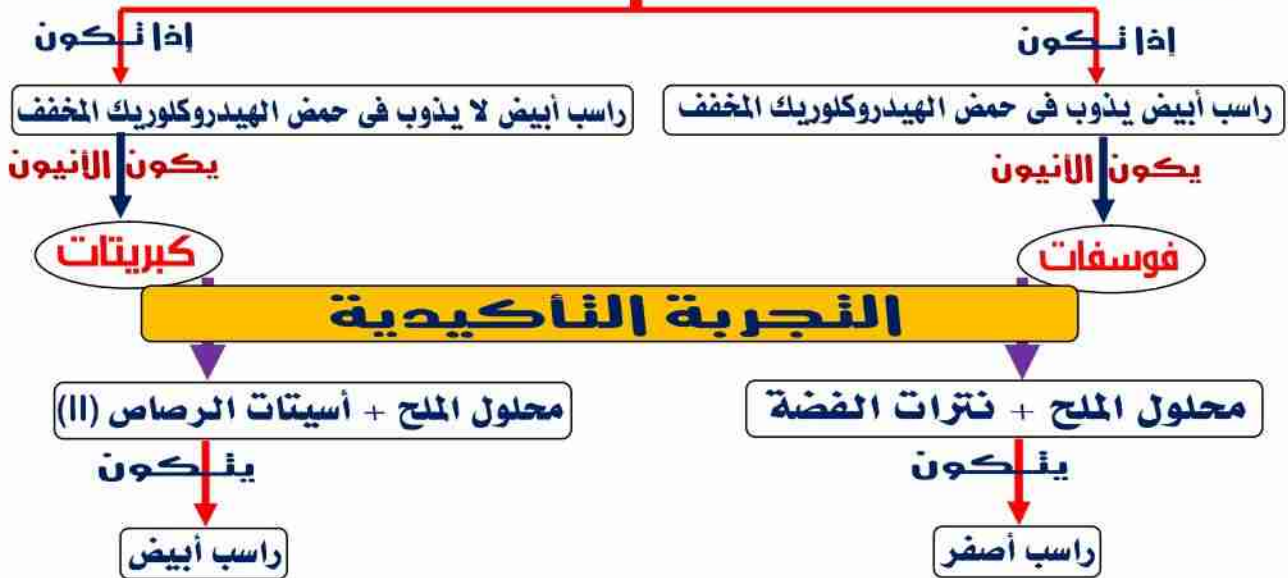 إذا تكون
إذا تكون
راسب أبيض يذوب فى حمض الهيدروكلوريك المخفف
راسب أبيض لا يذوب فى حمض الهيدروكلوريك المخفف
يكون الأنيون
يكون الأنيون
فوسفات
كبريتات
التجربة التأكيدية
محلول الملح + نترات الفضة
محلول الملح + أسيتات الرصاص (II)
يتكون
يتكون
راسب أصفر
راسب أبيض